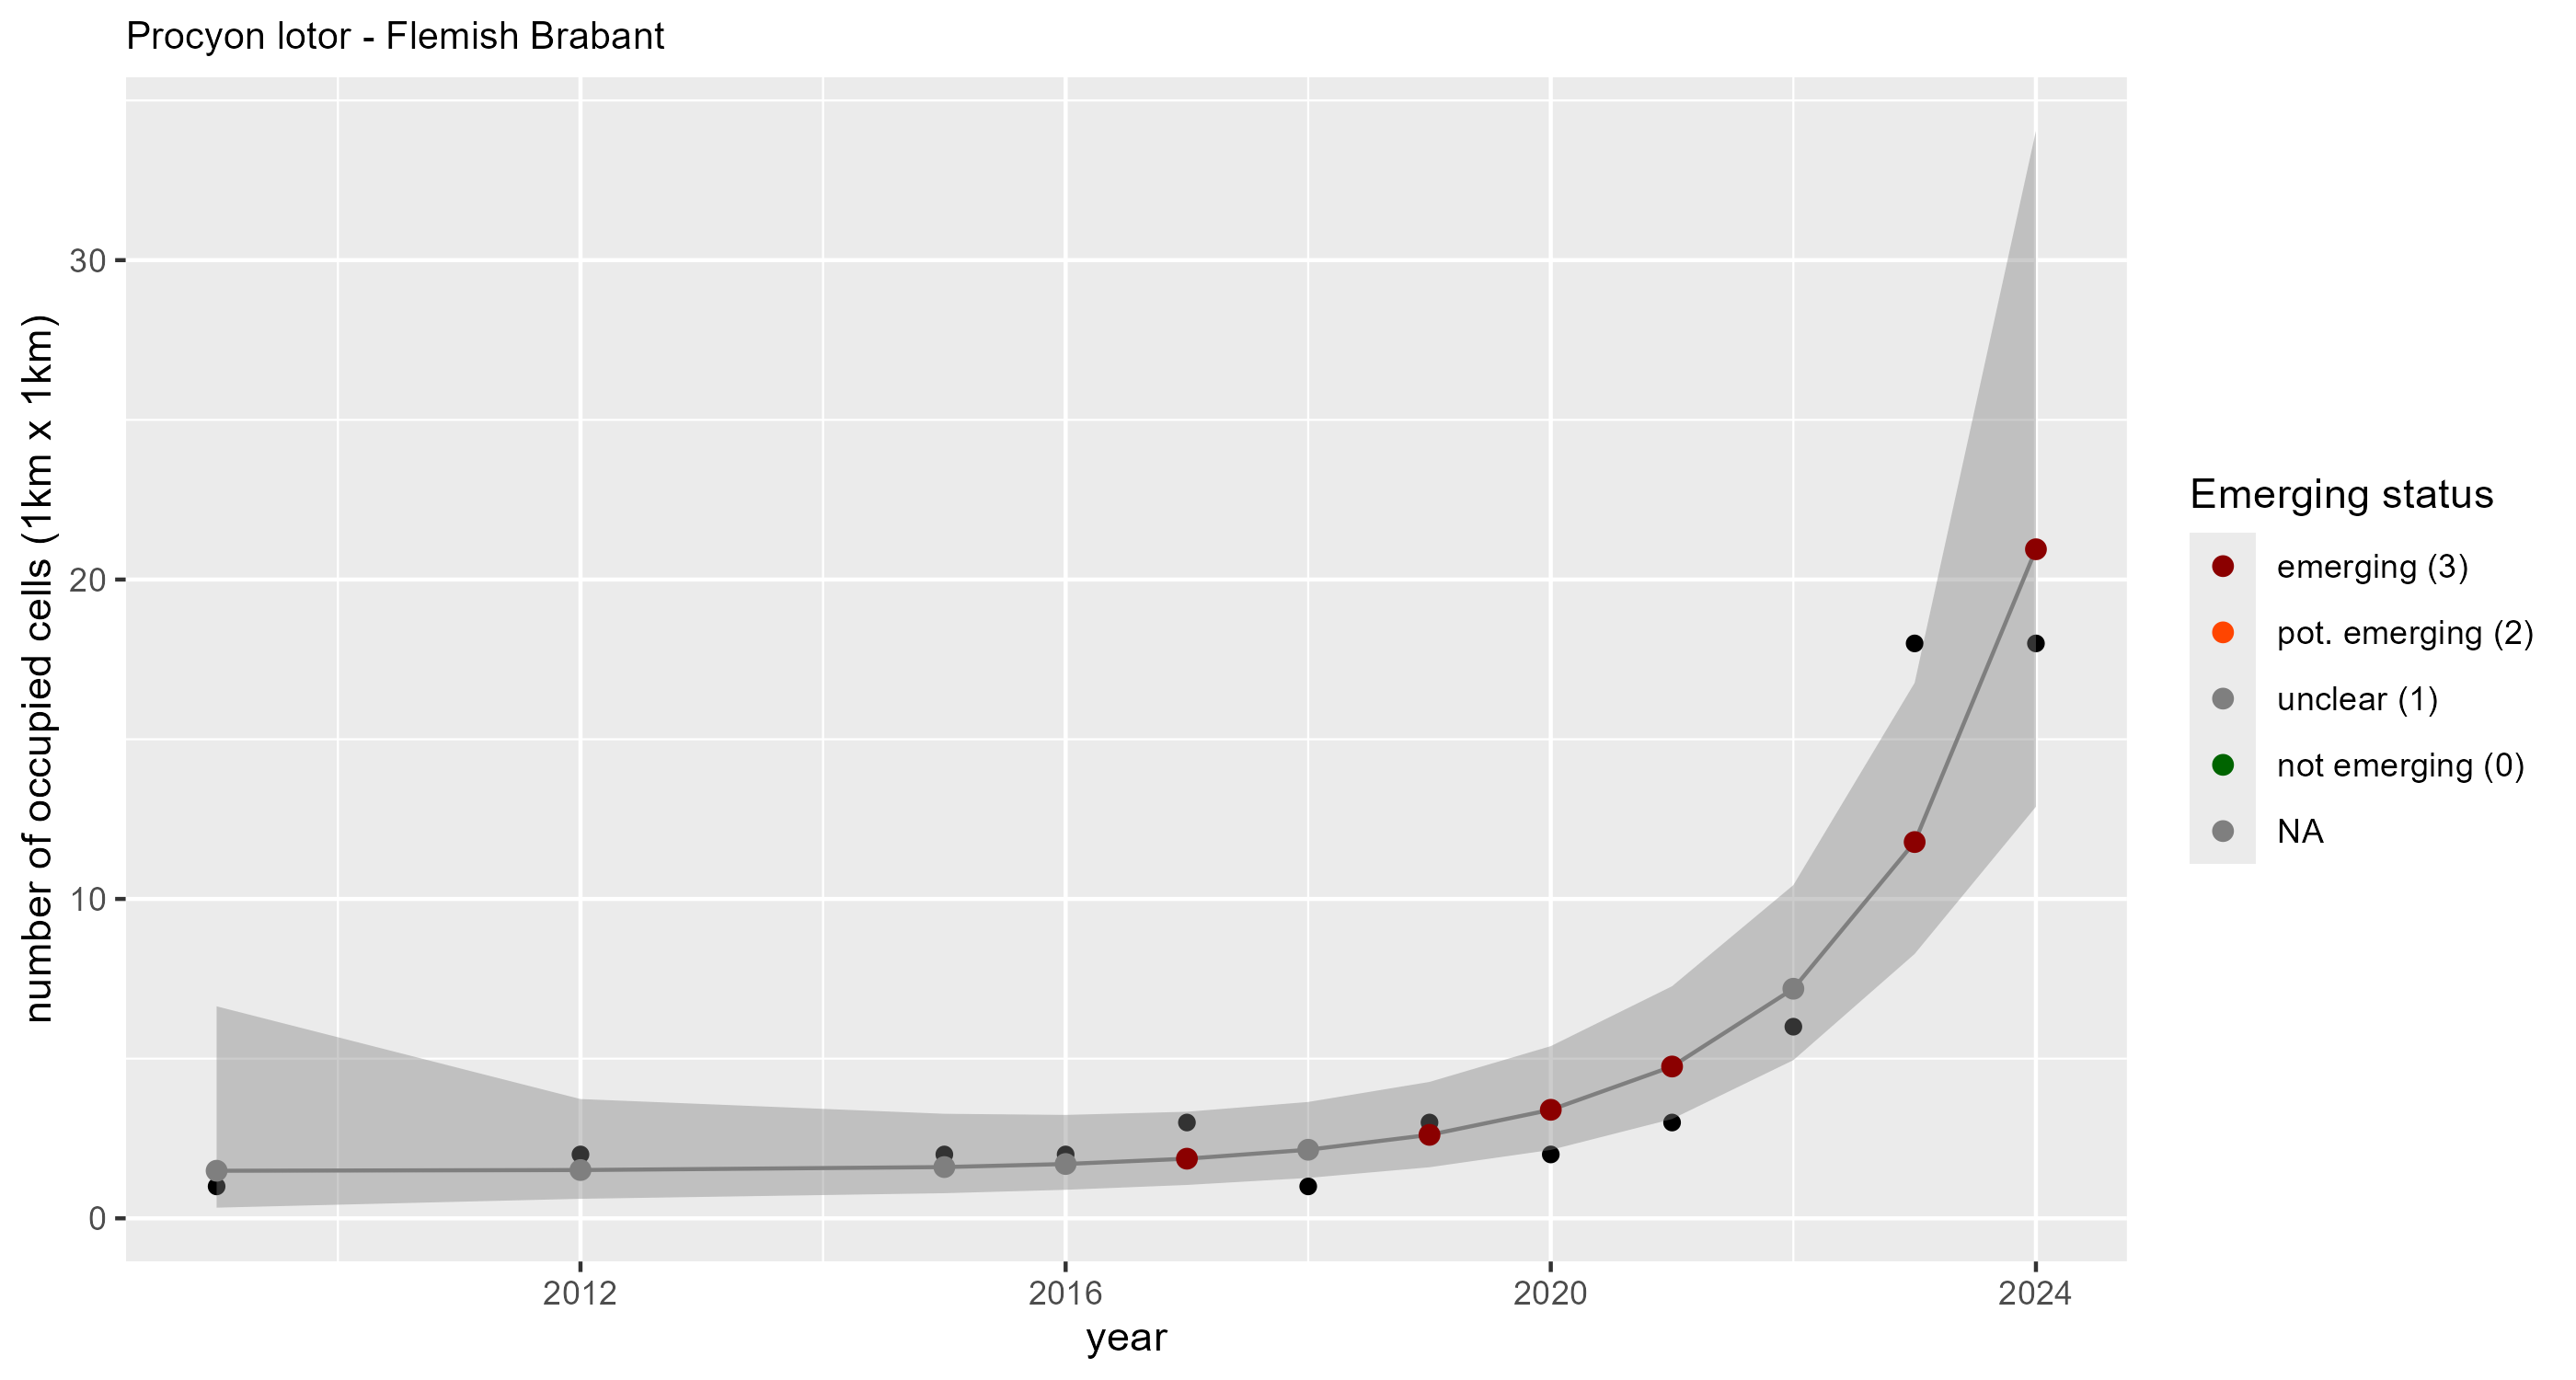 Procyon lotor - Flemish Brabant
number of occupied cells (1km x 1km)
30
20
10
0
2012
2016
2020
2024
year
Emerging status
emerging (3)
pot. emerging (2)
unclear (1)
not emerging (0)
NA